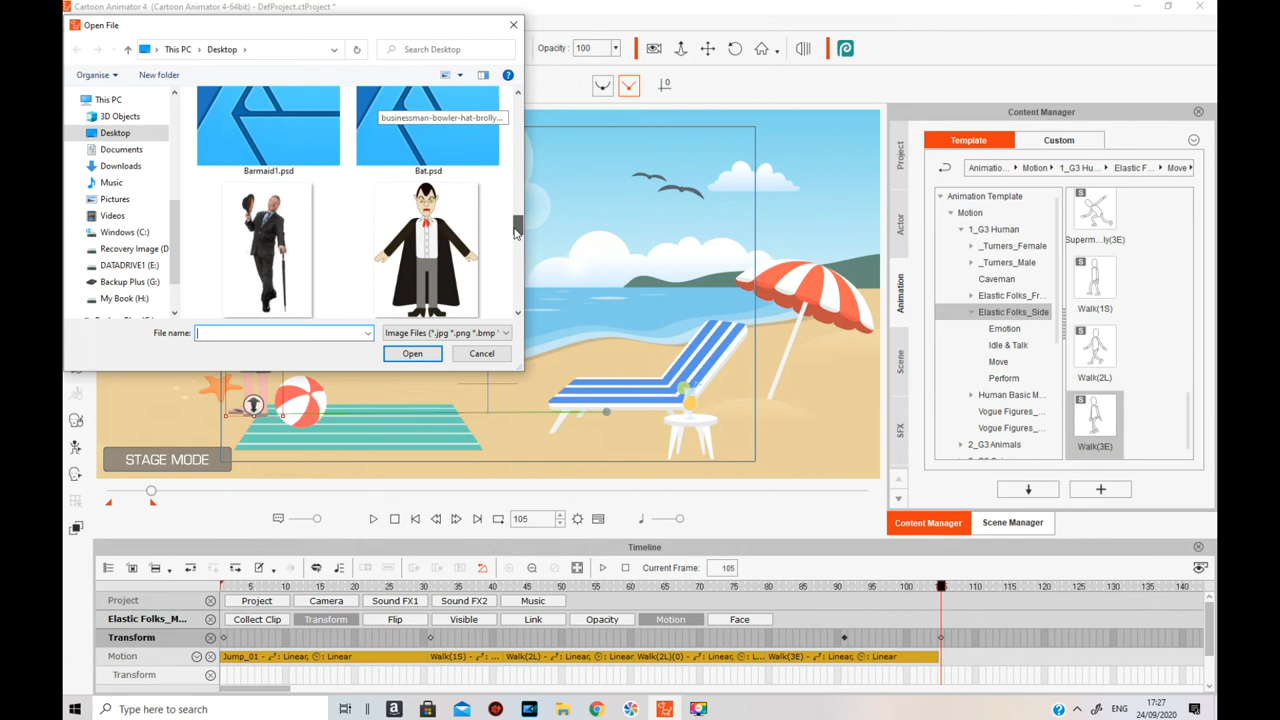 Cartoon Animator 4 (Cartoon Animator 4-64bit) - DefProject.ctProject *
Open File
Opacity : 100
This PC > Desktop >
Search Desktop
Organise
New folder
This PC
3D Objects
Desktop
Documents
Downloads
Music
Pictures
Videos
Windows (C:)
Recovery Image (D
DATADRIVE1 (E:)
Backup Plus (G:)
My Book (H:)
businessman-bowler-hat-brolly...
Barmaid1.psd
Bat.psd
File name:
Image Files (*.jpg *.png *.bmp *
Open
Cancel
Content Manager
Template
Custom
Animatio...
Motion
1_G3 Hu...
Elastic F...
Move
Project
Actor
Animation
Scene
SFX
Animation Template
Motion
1_G3 Human
_Turners_Female
_Turners_Male
Caveman
Elastic Folks_Fr...
Elastic Folks_Side
Emotion
Idle & Talk
Move
Perform
Human Basic M...
Vogue Figures_...
Vogue Figures_...
2_G3 Animals
S
Superm...ly(3E)
S
Walk(1S)
Walk(2L)
S
Walk(3E)
STAGE MODE
105
Content Manager
Scene Manager
Timeline
Current Frame: 105
5 10 15 20 25 30 35 40 45 50 55 60 65 70 75 80 85 90 95 100 105 110 115 120 125 130 135 140
Project
Project
Camera
Sound FX1
Sound FX2
Music
Elastic Folks_M...
Collect Clip
Transform
Flip
Visible
Link
Opacity
Motion
Face
Transform
Motion
Jump_01 - : Linear, : Linear
Walk(1S) - : ...
Walk(2L) - : Linear, : Linear
Walk(2L)(0) - : Linear, : L...
Walk(3E) - : Linear, : Linear
Transform
Type here to search
ENG
17:27
24/09/2020